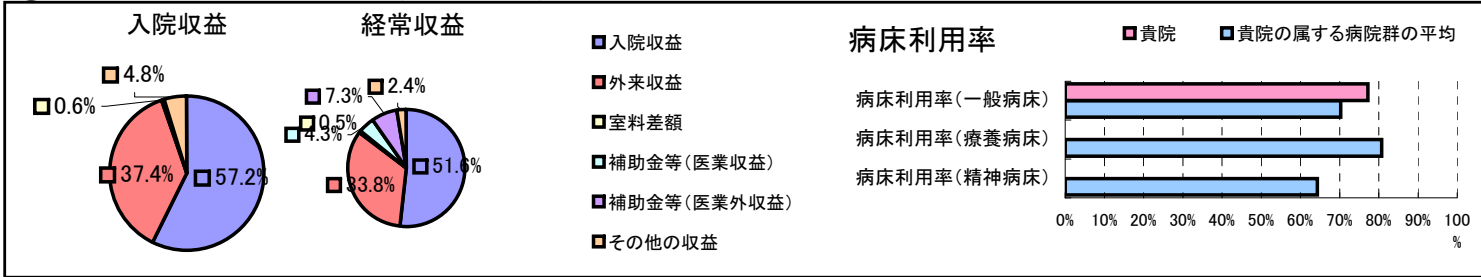 入院収益
4.8%
0.6%
37.4%
57.2%
経常収益
2.4%
7.3%
0.5%
4.3%
33.8%
51.6%
入院収益
外来収益
室料差額
補助金等(医業収益)
補助金等(医業外収益)
その他の収益
病床利用率
貴院 貴院の属する病院群の平均
病床利用率(一般病床)
病床利用率(療養病床)
病床利用率(精神病床)
0% 10% 20% 30% 40% 50% 60% 70% 80% 90% 100
%